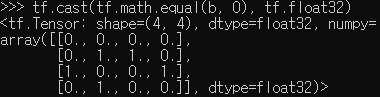 >>> tf.cast(tf.math.equal(b, 0), tf.float32)
<tf.Tensor: shape=(4, 4), dtype=float32, numpy=
array([[0., 0., 0., 0.],
       [0., 1., 1., 0.],
       [1., 0., 0., 1.],
       [0., 1., 0., 0.]], dtype=float32)>